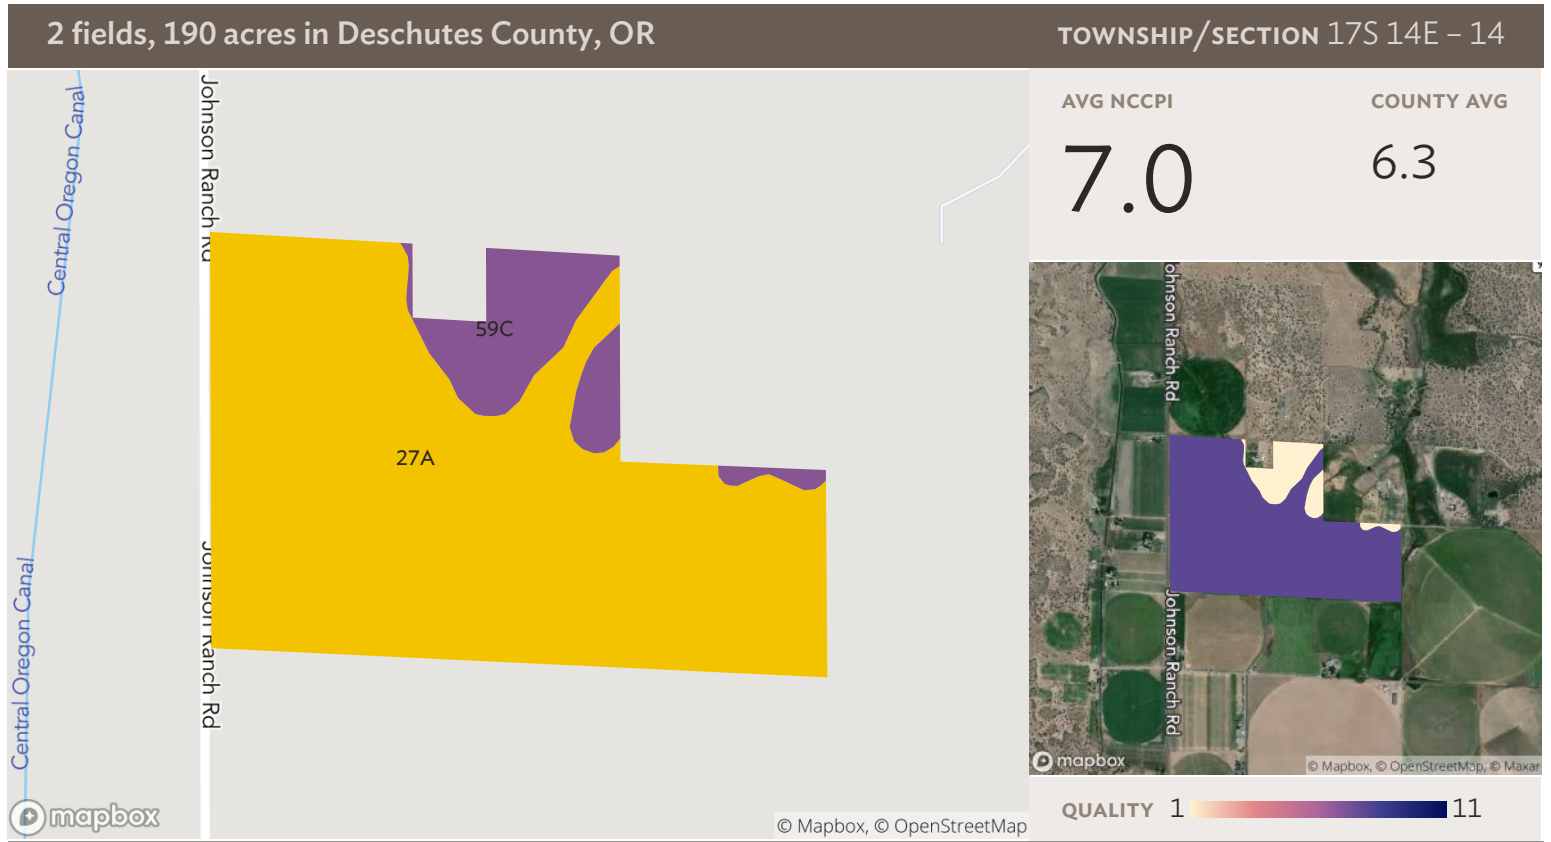 2 fields, 190 acres in Deschutes County, OR
TOWNSHIP/SECTION 17S 14E – 14
Central Oregon Canal
Johnson Ranch Rd
59C
27A
Central Oregon Canal
Johnson Ranch Rd
mapbox
© Mapbox, © OpenStreetMap
AVG NCCPI
COUNTY AVG
7.0
6.3
ohnson Ranch Rd
Johnson Ranch Rd
mapbox
© Mapbox, © OpenStreetMap, © Maxar
QUALITY 1 11